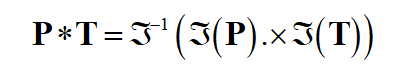 P*T = ℑ⁻¹(ℑ(P).×ℑ(T))